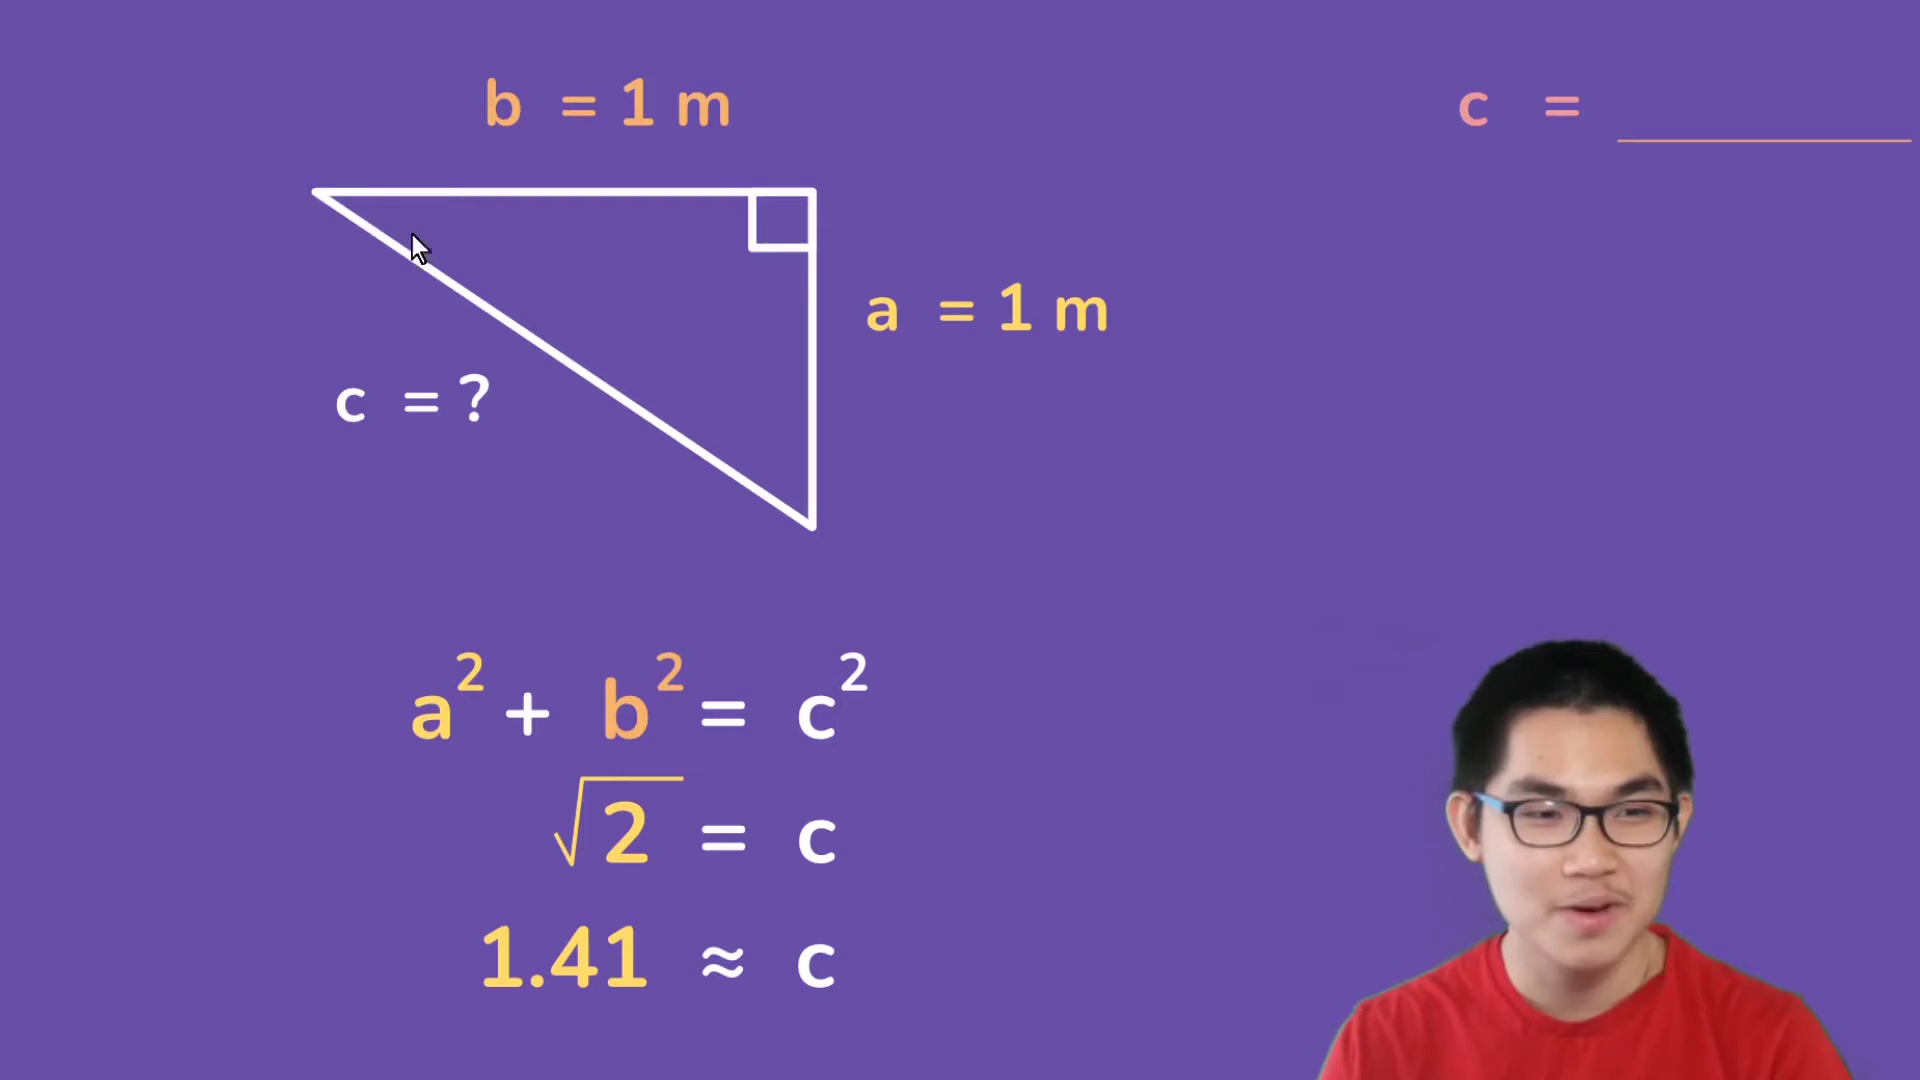 b = 1 m
c =
a = 1 m
c = ?
a² + b² = c²
√2 = c
1.41 ≈ c